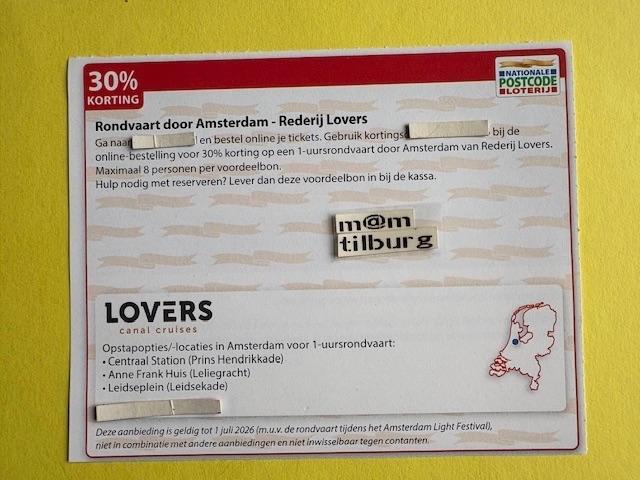 30%
KORTING
NATIONALE
POSTCODE
LOTERIJ
Rondvaart door Amsterdam - Rederij Lovers
Ga naar en bestel online je tickets. Gebruik kortings bij de
online-bestelling voor 30% korting op een 1-uursrondvaart door Amsterdam van Rederij Lovers.
Maximaal 8 personen per voordeelbon.
Hulp nodig met reserveren? Lever dan deze voordeelbon in bij de kassa.
m@m
tilburg
LOVERS
canal cruises
Opstapopties/-locaties in Amsterdam voor 1-uursrondvaart:
• Centraal Station (Prins Hendrikkade)
• Anne Frank Huis (Leliegracht)
• Leidseplein (Leidsekade)
Deze aanbieding is geldig tot 1 juli 2026 (m.u.v. de rondvaart tijdens het Amsterdam Light Festival),
niet in combinatie met andere aanbiedingen en niet inwisselbaar tegen contanten.